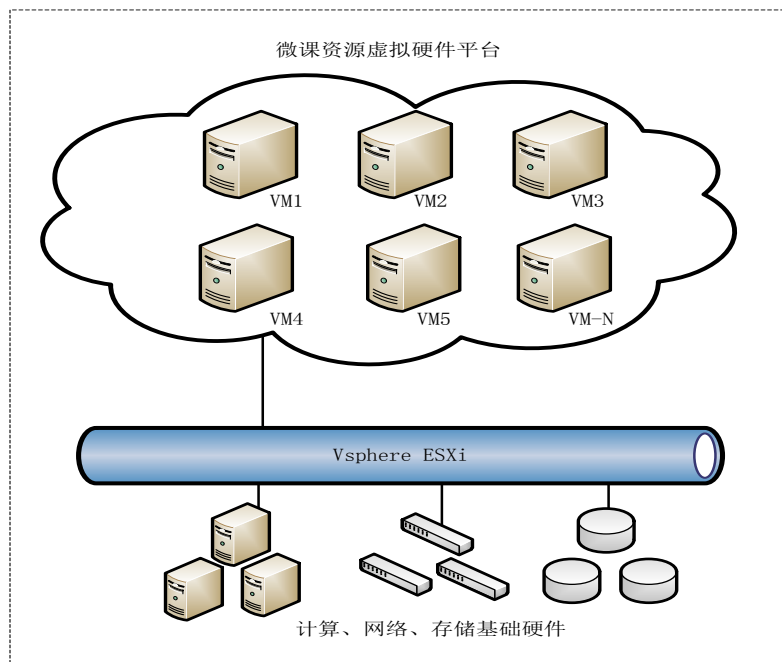 微课资源虚拟硬件平台
VM1
VM2
VM3
VM4
VM5
VM-N
Vsphere ESXi
计算、网络、存储基础硬件